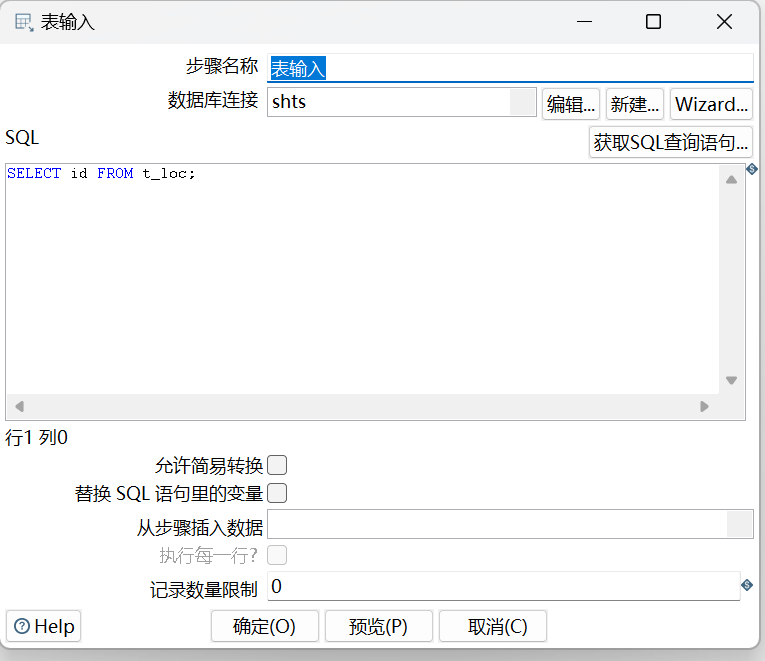 表输入
步骤名称 表输入
数据库连接 shts 编辑... 新建... Wizard...
SQL 获取SQL查询语句...
SELECT id FROM t_loc;
行1 列0
允许简易转换
替换 SQL 语句里的变量
从步骤插入数据
执行每一行?
记录数量限制 0
Help 确定(O) 预览(P) 取消(C)